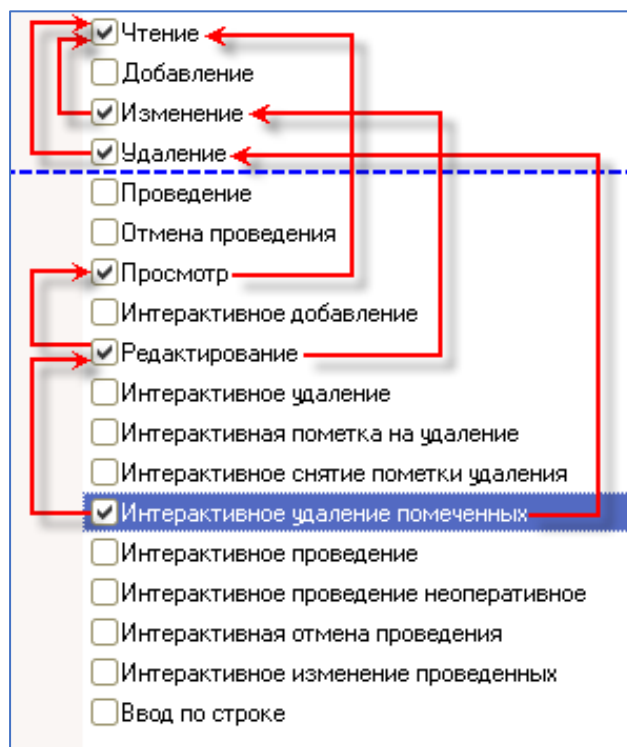 Чтение
Добавление
Изменение
Удаление
Проведение
Отмена проведения
Просмотр
Интерактивное добавление
Редактирование
Интерактивное удаление
Интерактивная пометка на удаление
Интерактивное снятие пометки удаления
Интерактивное удаление помеченных
Интерактивное проведение
Интерактивное проведение неоперативное
Интерактивная отмена проведения
Интерактивное изменение проведенных
Ввод по строке